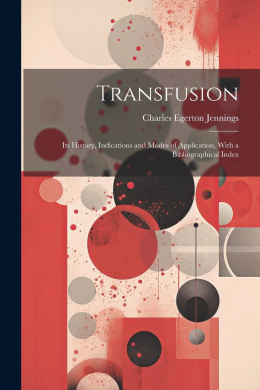 Transfusion
Charles Egerton Jennings
Its History, Indications and Modes of Application, With a
Bibliographical Index